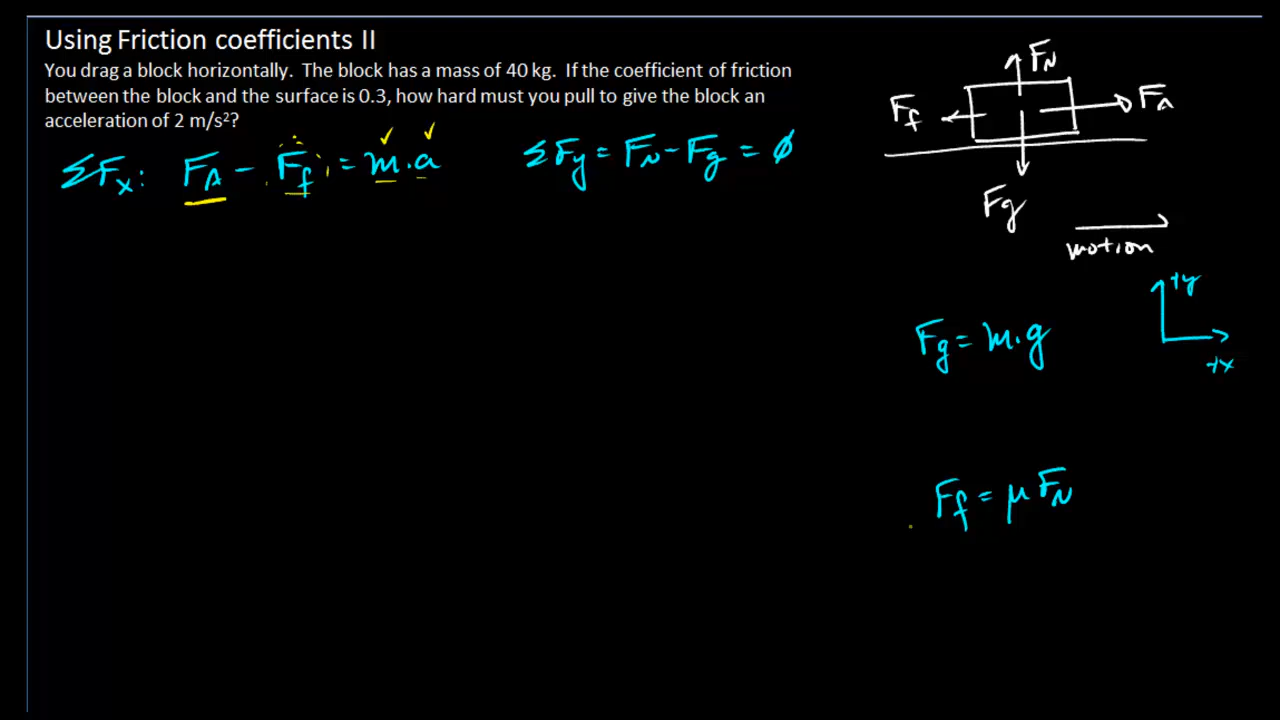 Using Friction coefficients II
You drag a block horizontally. The block has a mass of 40 kg. If the coefficient of friction
between the block and the surface is 0.3, how hard must you pull to give the block an
acceleration of 2 m/s²?
ΣFx: FA - Ff = m·a
ΣFy = FN - Fg = 0
FN
Ff
FA
Fg
motion
+y
+x
Fg = m·g
Ff = μ FN